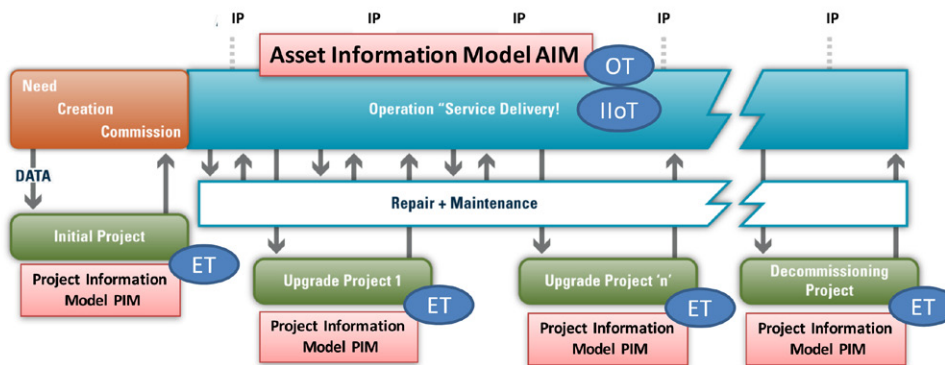 IP IP IP IP IP
Asset Information Model AIM
OT
Need
Creation
Commission
Operation "Service Delivery!
IIoT
DATA
Repair + Maintenance
Initial Project
ET
Project Information
Model PIM
Upgrade Project 1
ET
Project Information
Model PIM
Upgrade Project 'n'
ET
Project Information
Model PIM
Decommissioning
Project
ET
Project Information
Model PIM